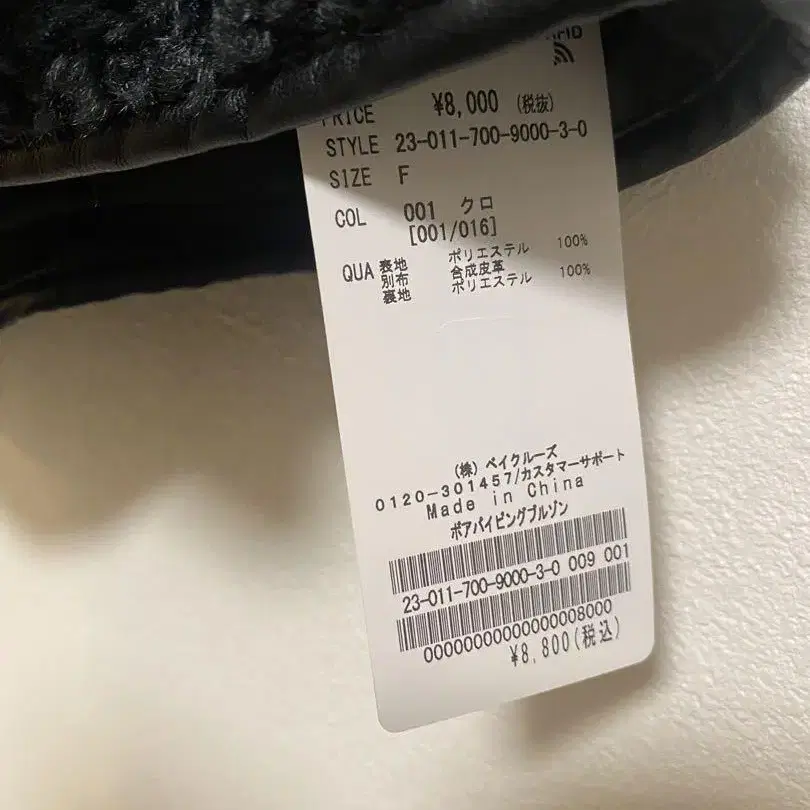 RFID
PRICE ¥8,000 (税抜)
STYLE 23-011-700-9000-3-0
SIZE F
COL 001 クロ
[001/016]
QUA 表地 ポリエステル 100%
別布 合成皮革
裏地 ポリエステル 100%
(株) ベイクルーズ
0120-301457/カスタマーサポート
Made in China
ボアパイピングブルゾン
23-011-700-9000-3-0 009 001
00000000000000008000
¥8,800(税込)